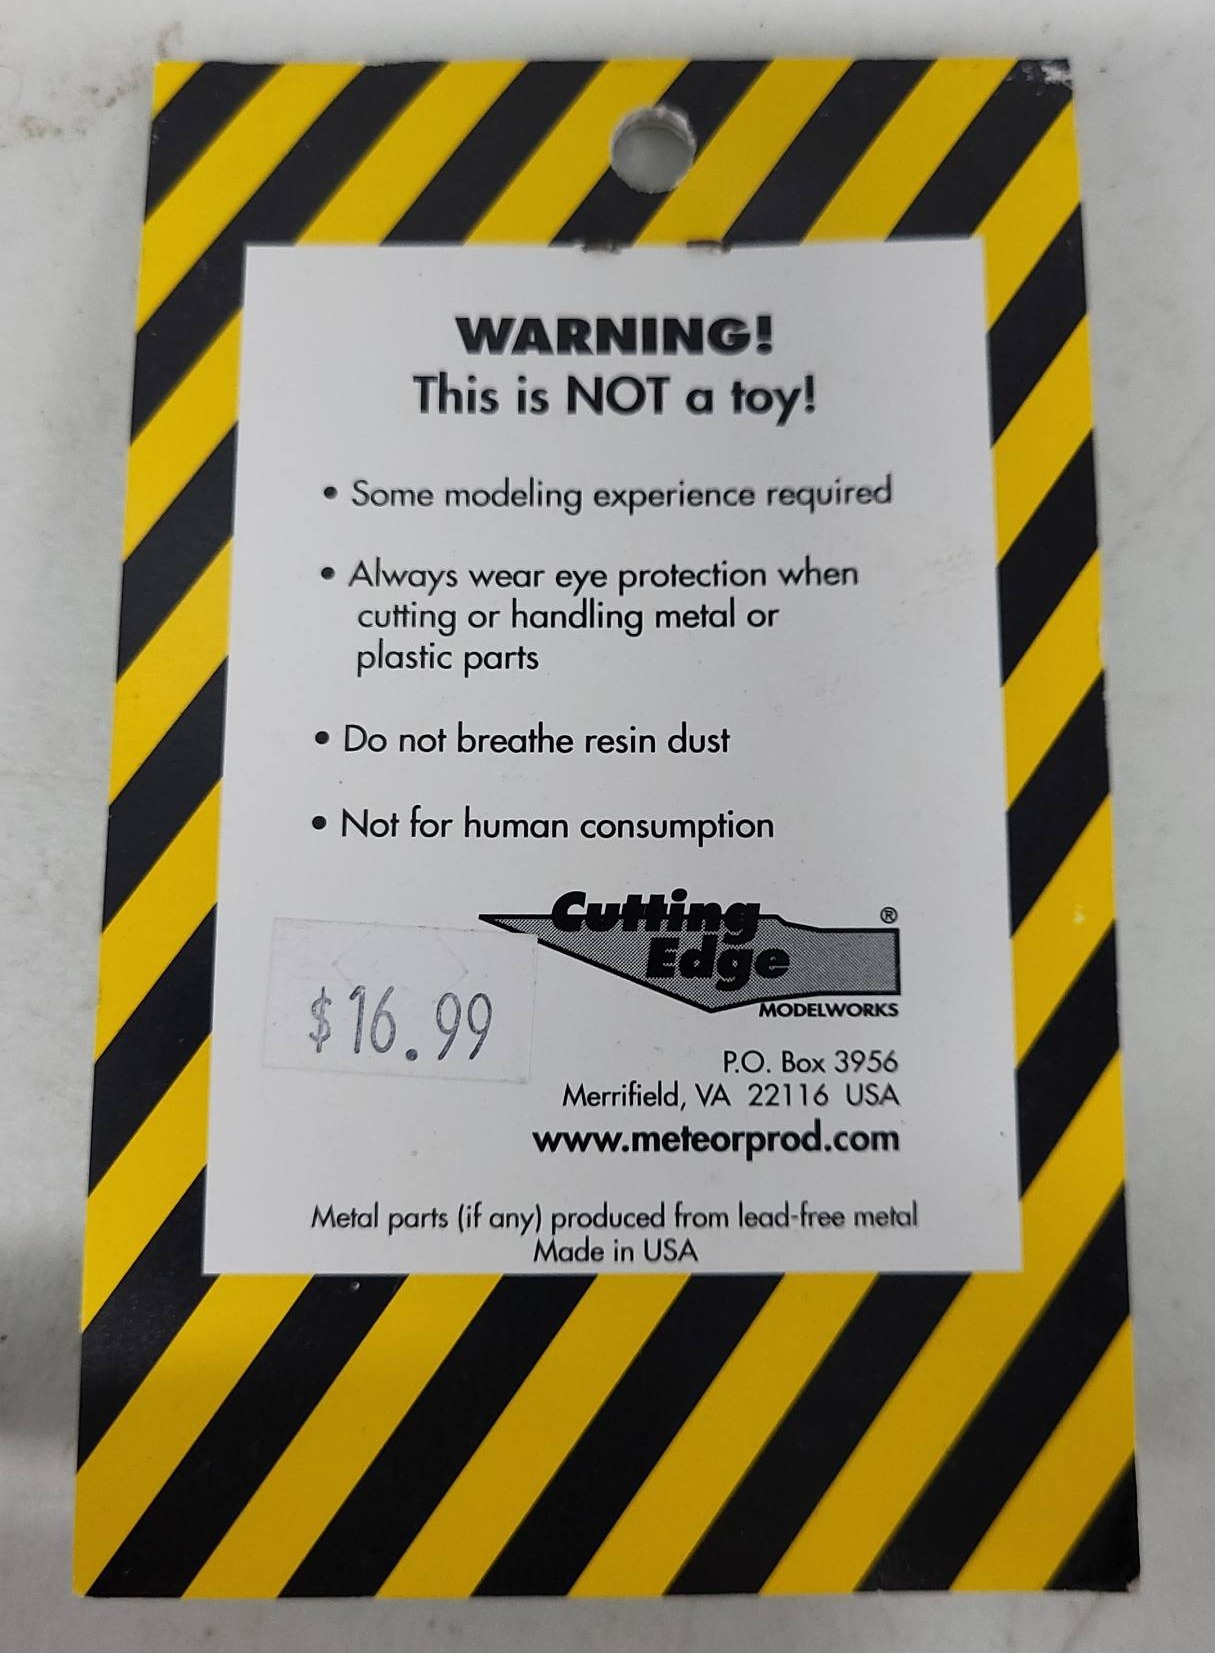 WARNING!
This is NOT a toy!
• Some modeling experience required
• Always wear eye protection when
cutting or handling metal or
plastic parts
• Do not breathe resin dust
• Not for human consumption
Cutting
Edge
®
MODELWORKS
$16.99
P.O. Box 3956
Merrifield, VA 22116 USA
www.meteorprod.com
Metal parts (if any) produced from lead-free metal
Made in USA